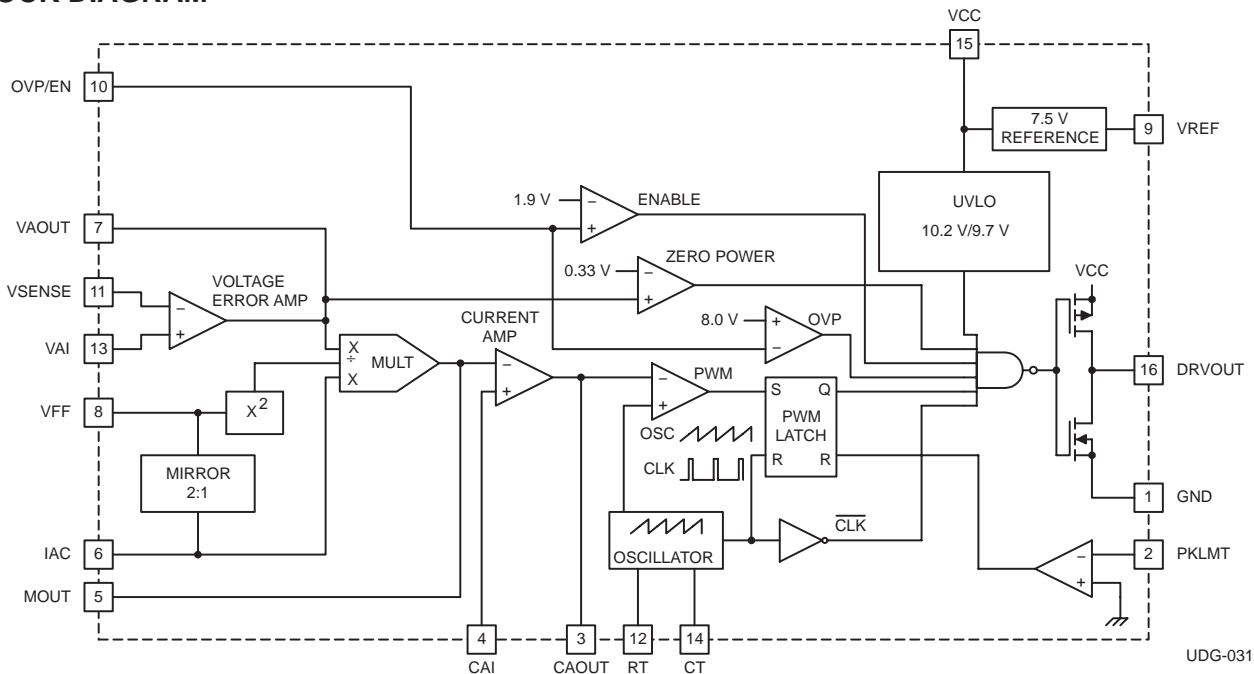 VCC
15
OVP/EN
10
7.5 V
REFERENCE
9
VREF
1.9 V
−
+
ENABLE
UVLO
10.2 V/9.7 V
VAOUT
7
ZERO POWER
0.33 V
−
+
VCC
VSENSE
11
VOLTAGE
ERROR AMP
−
+
8.0 V
+
−
OVP
CURRENT
AMP
VAI
13
X
÷
X
MULT
−
+
−
+
PWM
16
DRVOUT
VFF
8
X2
S
Q
PWM
LATCH
R
R
OSC
CLK
MIRROR
2:1
1
GND
CLK
IAC
6
OSCILLATOR
−
+
2
PKLMT
MOUT
5
4
3
12
14
CAI
CAOUT
RT
CT
UDG-031